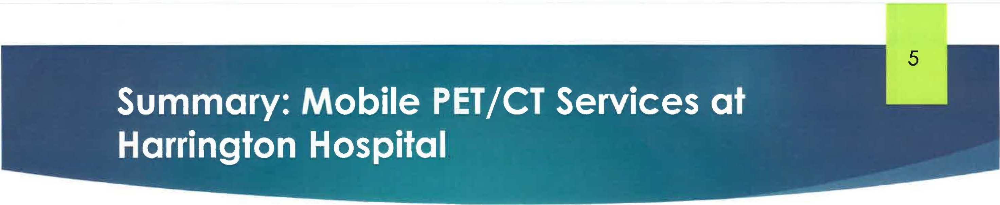 5
Summary: Mobile PET/CT Services at
Harrington Hospital